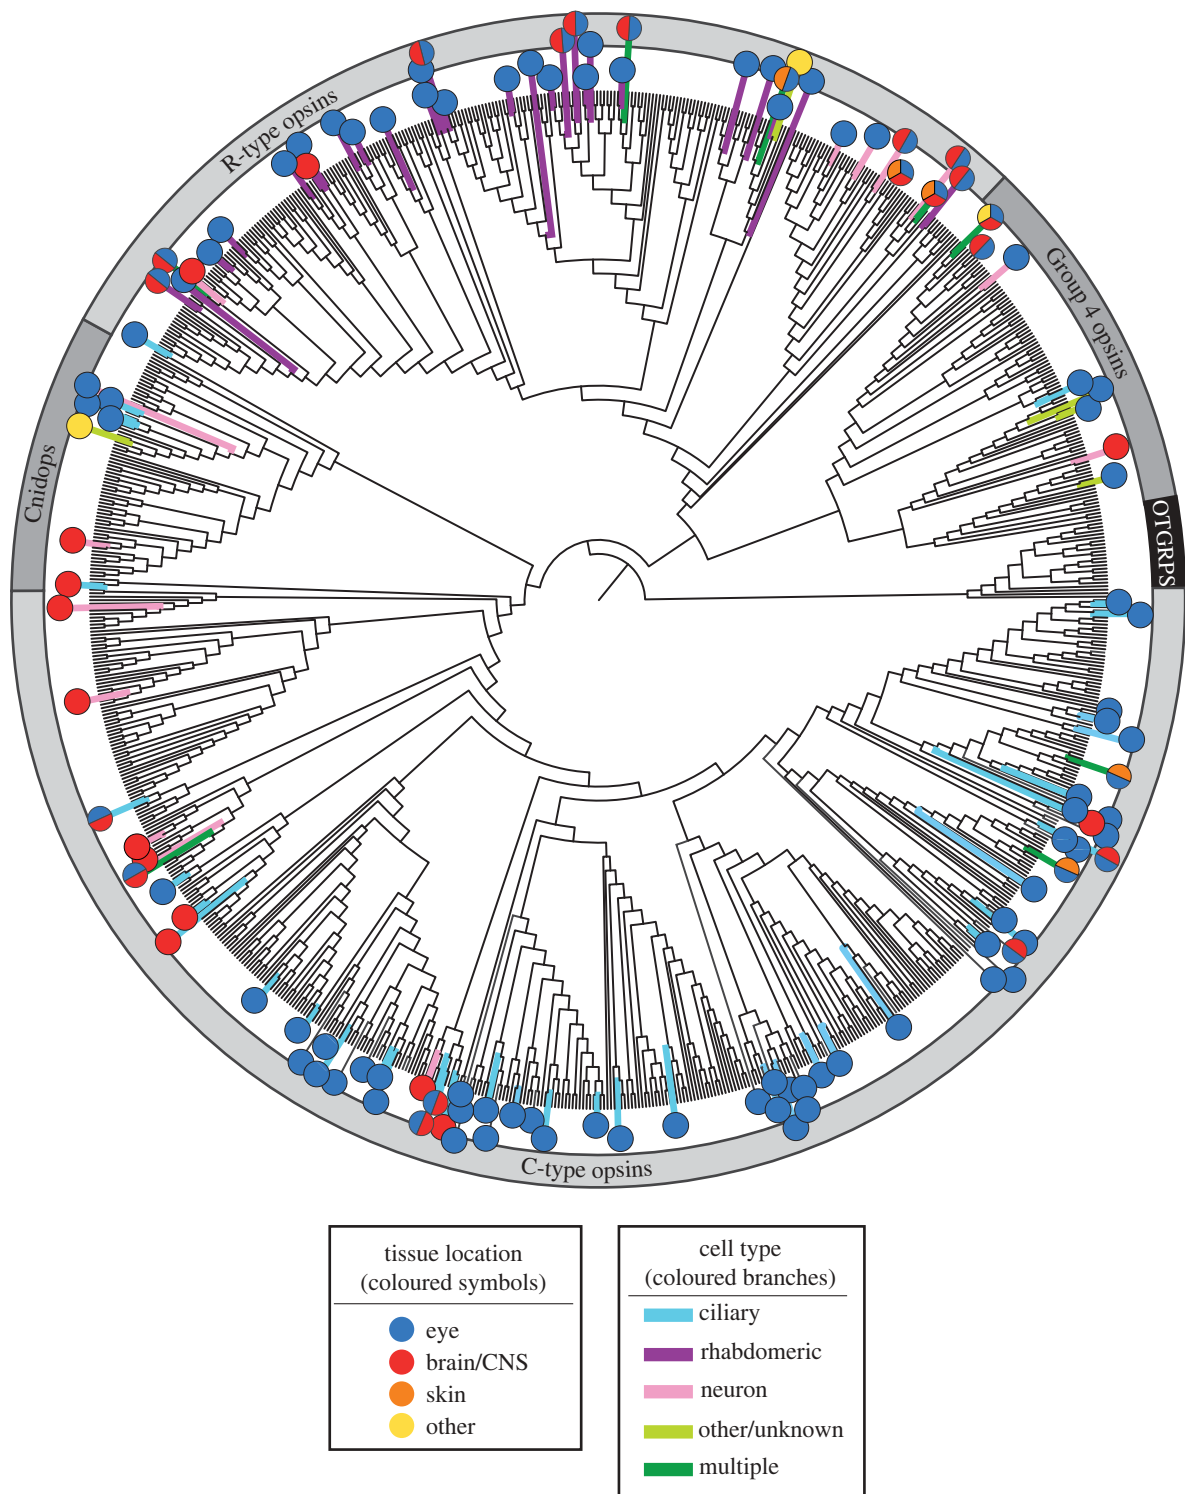 R-type opsins
Group 4 opsins
Cnidops
OTGRPS
C-type opsins
tissue location
(coloured symbols)
eye
brain/CNS
skin
other
cell type
(coloured branches)
ciliary
rhabdomeric
neuron
other/unknown
multiple